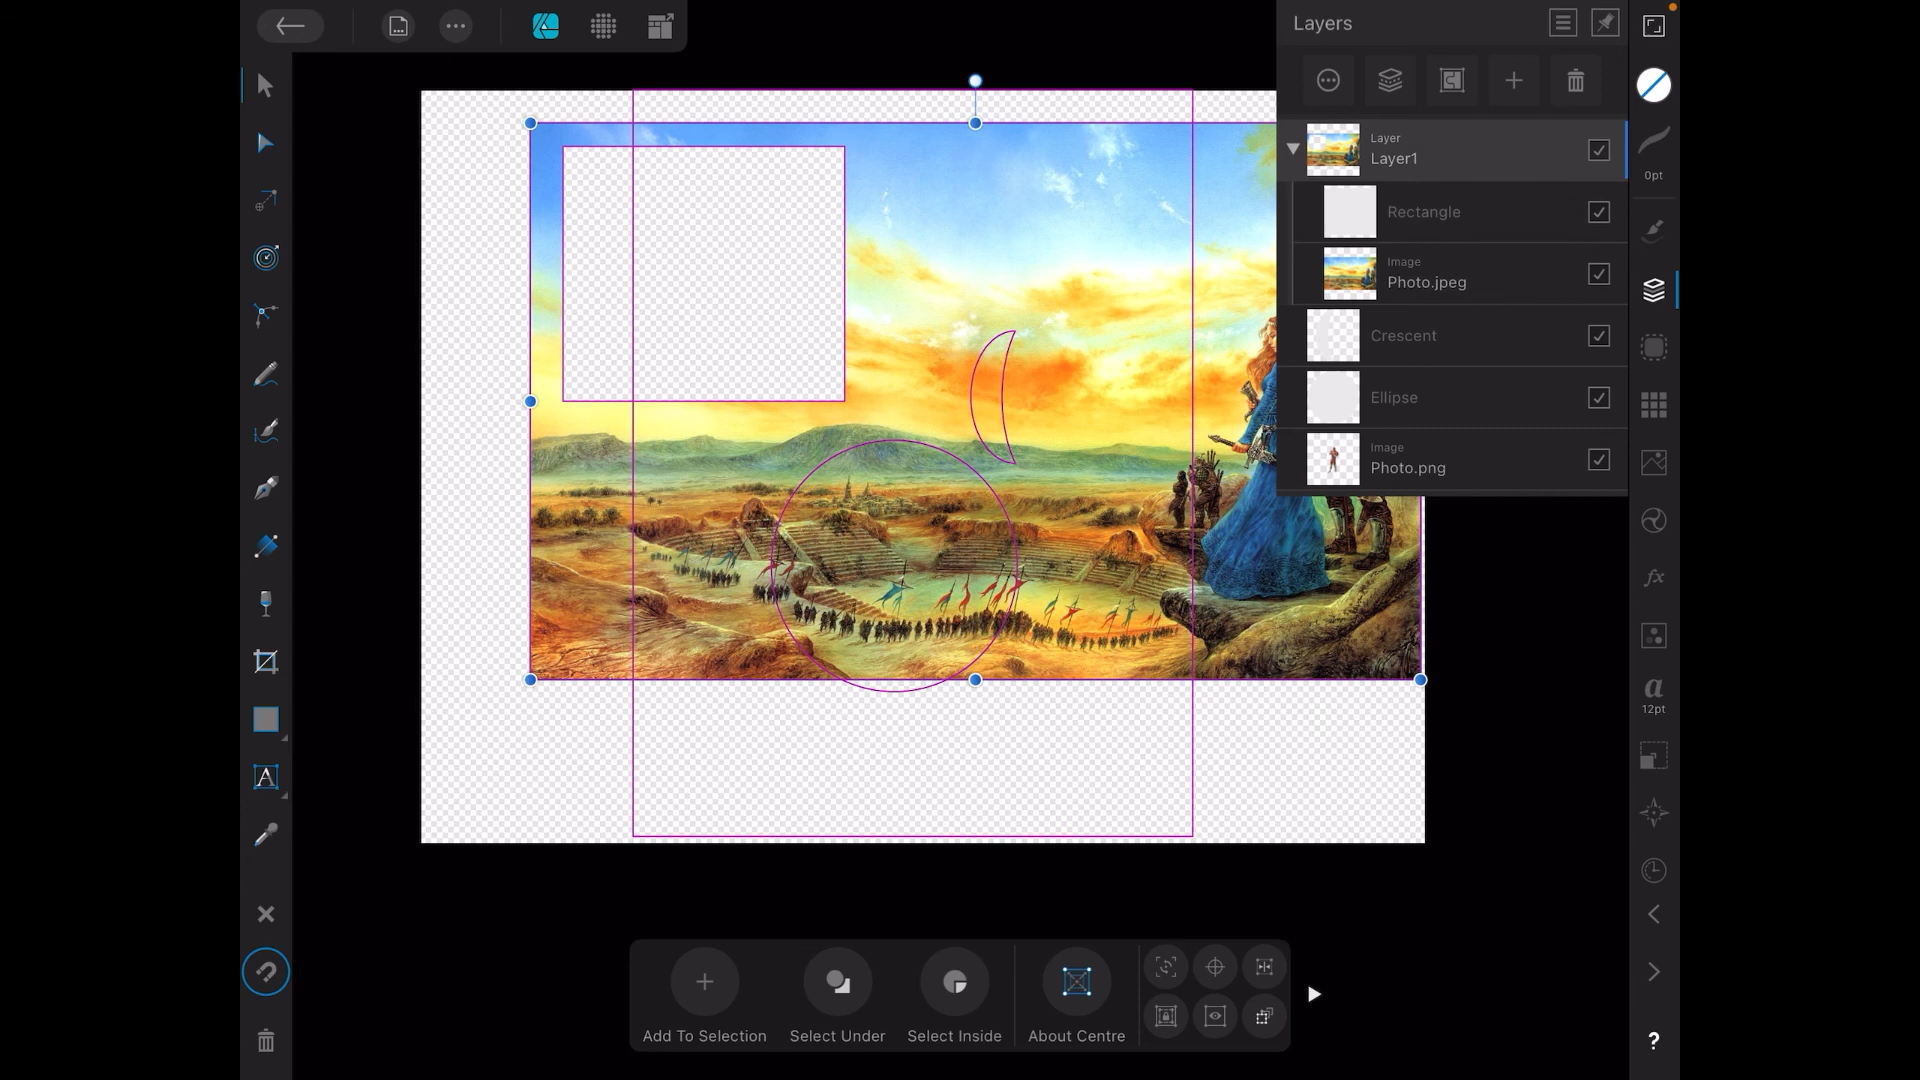 Layers
Layer
Layer1
Rectangle
Image
Photo.jpeg
Crescent
Ellipse
Image
Photo.png
0pt
fx
a
12pt
A
?
Add To Selection
Select Under
Select Inside
About Centre